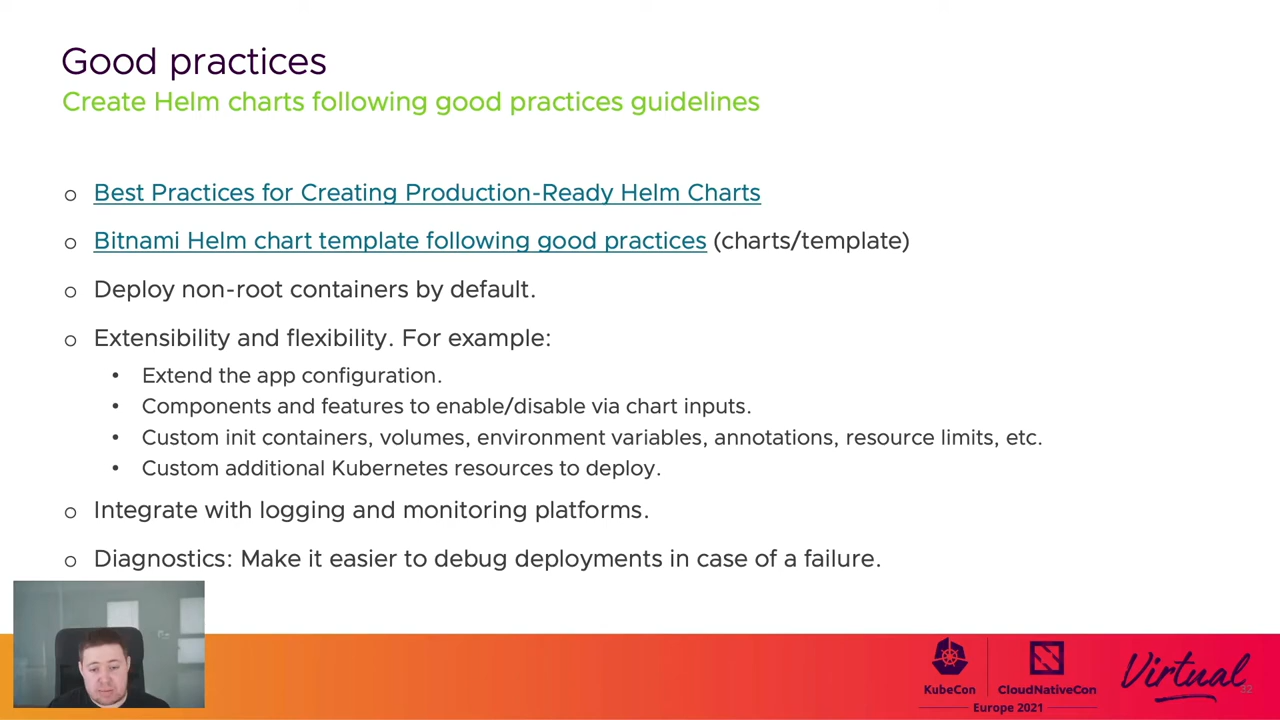 Good practices
Create Helm charts following good practices guidelines
Best Practices for Creating Production-Ready Helm Charts
Bitnami Helm chart template following good practices (charts/template)
Deploy non-root containers by default.
Extensibility and flexibility. For example:
Extend the app configuration.
Components and features to enable/disable via chart inputs.
Custom init containers, volumes, environment variables, annotations, resource limits, etc.
Custom additional Kubernetes resources to deploy.
Integrate with logging and monitoring platforms.
Diagnostics: Make it easier to debug deployments in case of a failure.
KubeCon CloudNativeCon
Europe 2021
Virtual
32